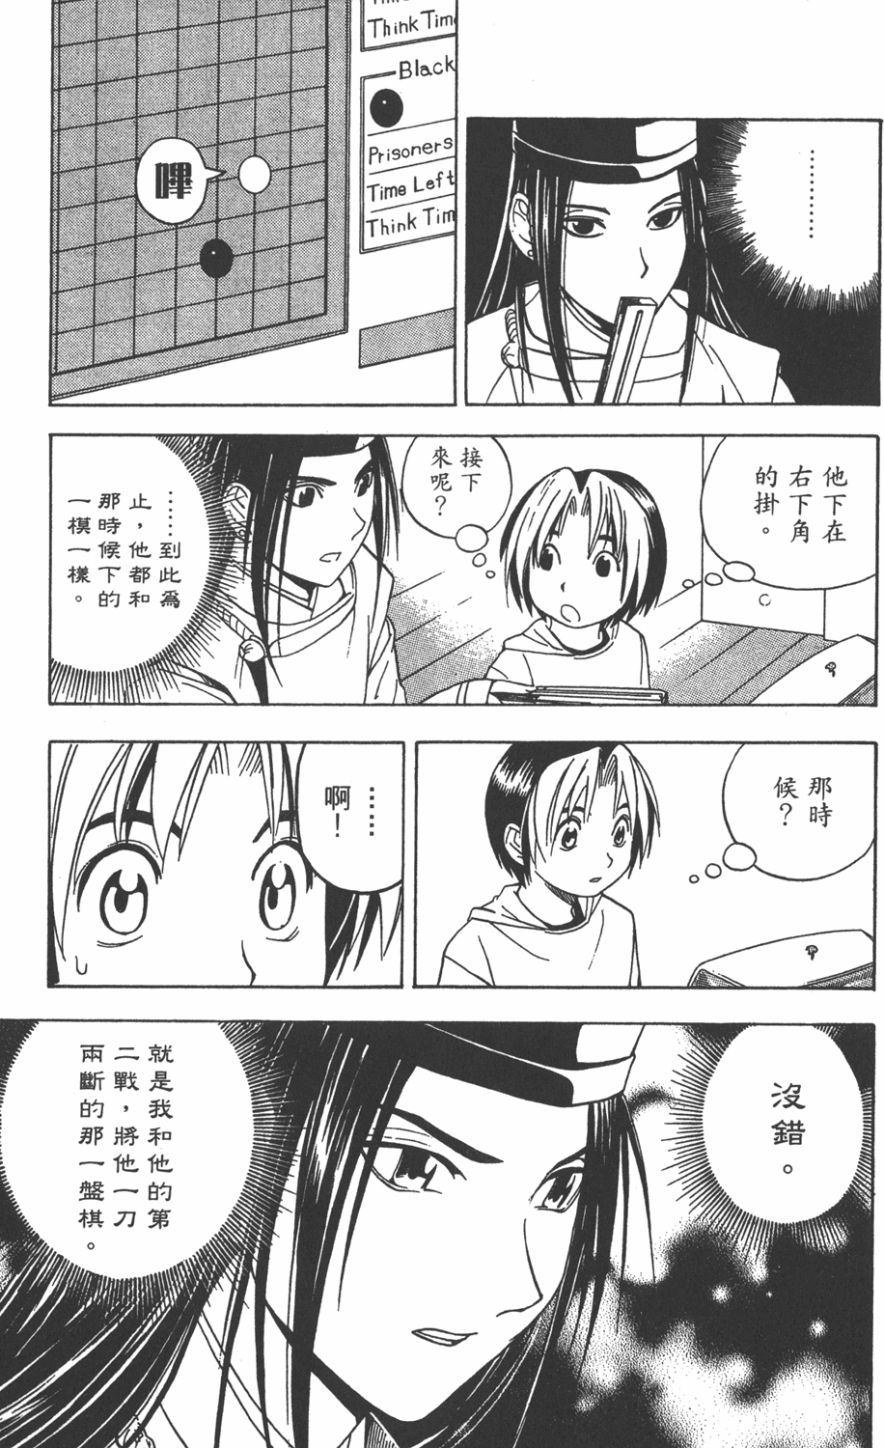 …………
Think Time
Black
Prisoners
Time Left
Think Tim
嗶
他下在
右下角
的掛。
接下
來呢？
……到此為
止，他都和
那時候下的
一模一樣。
那時
候？
……
啊！
沒錯。
就是我和他的第
二戰，將他一刀
兩斷的那一盤棋。